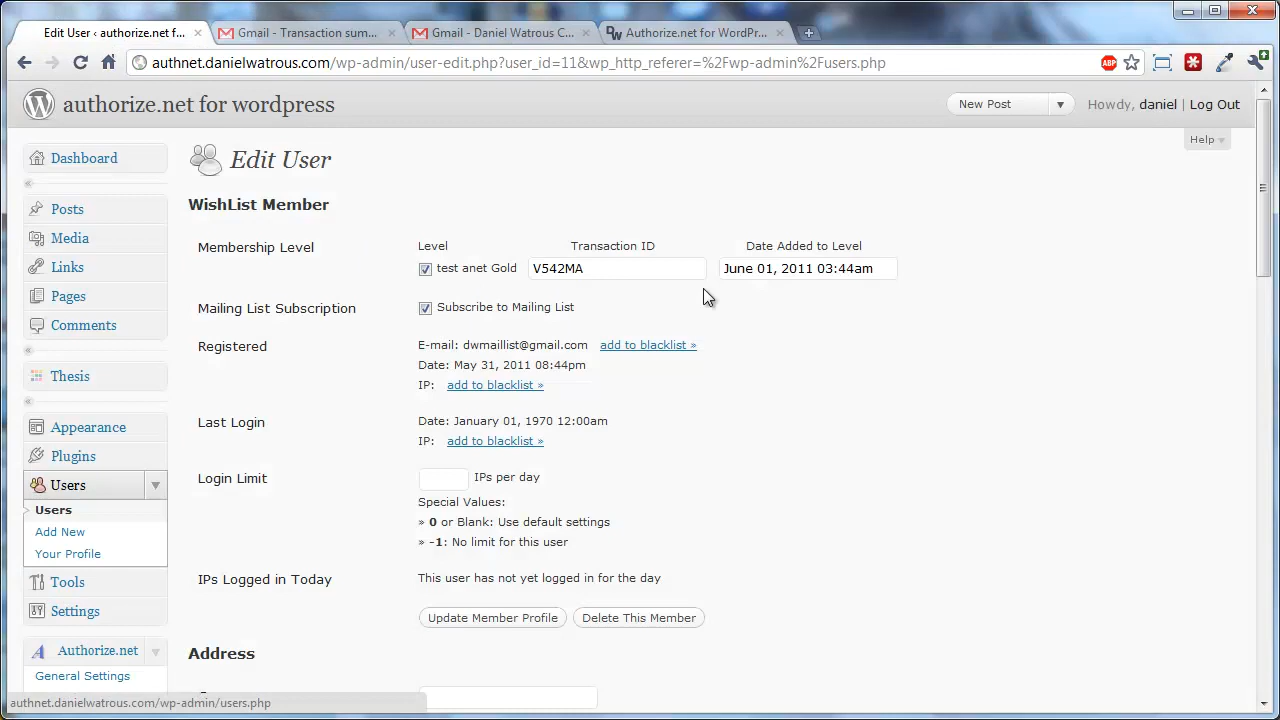 Edit User ‹ authorize.net f...
Gmail - Transaction sum...
Gmail - Daniel Watrous C...
Authorize.net for WordPr...
authnet.danielwatrous.com/wp-admin/user-edit.php?user_id=11&wp_http_referer=%2Fwp-admin%2Fusers.php
ABP
authorize.net for wordpress
New Post
Howdy, daniel | Log Out
Help
Dashboard
Posts
Media
Links
Pages
Comments
Thesis
Appearance
Plugins
Users
Users
Add New
Your Profile
Tools
Settings
Authorize.net
General Settings
Edit User
WishList Member
Membership Level
Level Transaction ID Date Added to Level
test anet Gold V542MA June 01, 2011 03:44am
Mailing List Subscription Subscribe to Mailing List
Registered E-mail: dwmaillist@gmail.com add to blacklist »
Date: May 31, 2011 08:44pm
IP: add to blacklist »
Last Login Date: January 01, 1970 12:00am
IP: add to blacklist »
Login Limit IPs per day
Special Values:
» 0 or Blank: Use default settings
» -1: No limit for this user
IPs Logged in Today This user has not yet logged in for the day
Update Member Profile Delete This Member
Address
authnet.danielwatrous.com/wp-admin/users.php